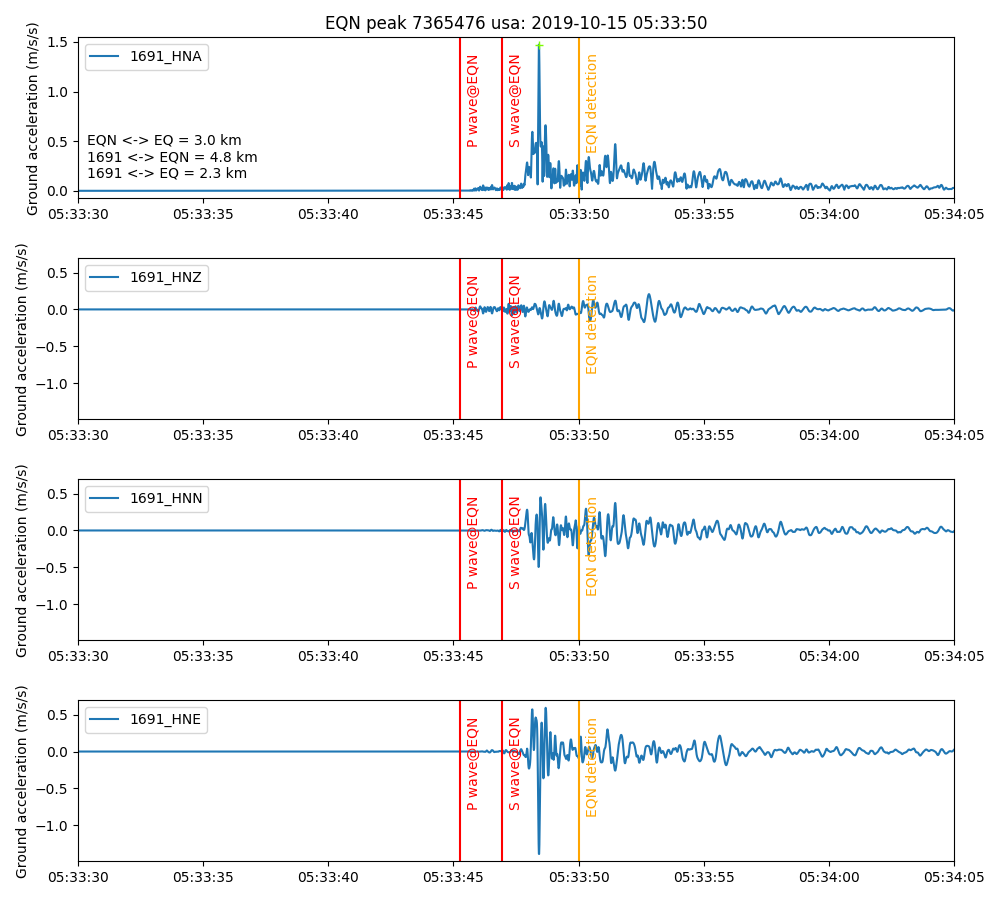 EQN peak 7365476 usa: 2019-10-15 05:33:50
Ground acceleration (m/s/s)
1.5
1.0
0.5
0.0
1691_HNA
EQN <-> EQ = 3.0 km
1691 <-> EQN = 4.8 km
1691 <-> EQ = 2.3 km
P wave@EQN
S wave@EQN
EQN detection
05:33:30 05:33:35 05:33:40 05:33:45 05:33:50 05:33:55 05:34:00 05:34:05
Ground acceleration (m/s/s)
0.5
0.0
−0.5
−1.0
1691_HNZ
P wave@EQN
S wave@EQN
EQN detection
05:33:30 05:33:35 05:33:40 05:33:45 05:33:50 05:33:55 05:34:00 05:34:05
Ground acceleration (m/s/s)
0.5
0.0
−0.5
−1.0
1691_HNN
P wave@EQN
S wave@EQN
EQN detection
05:33:30 05:33:35 05:33:40 05:33:45 05:33:50 05:33:55 05:34:00 05:34:05
Ground acceleration (m/s/s)
0.5
0.0
−0.5
−1.0
1691_HNE
P wave@EQN
S wave@EQN
EQN detection
05:33:30 05:33:35 05:33:40 05:33:45 05:33:50 05:33:55 05:34:00 05:34:05